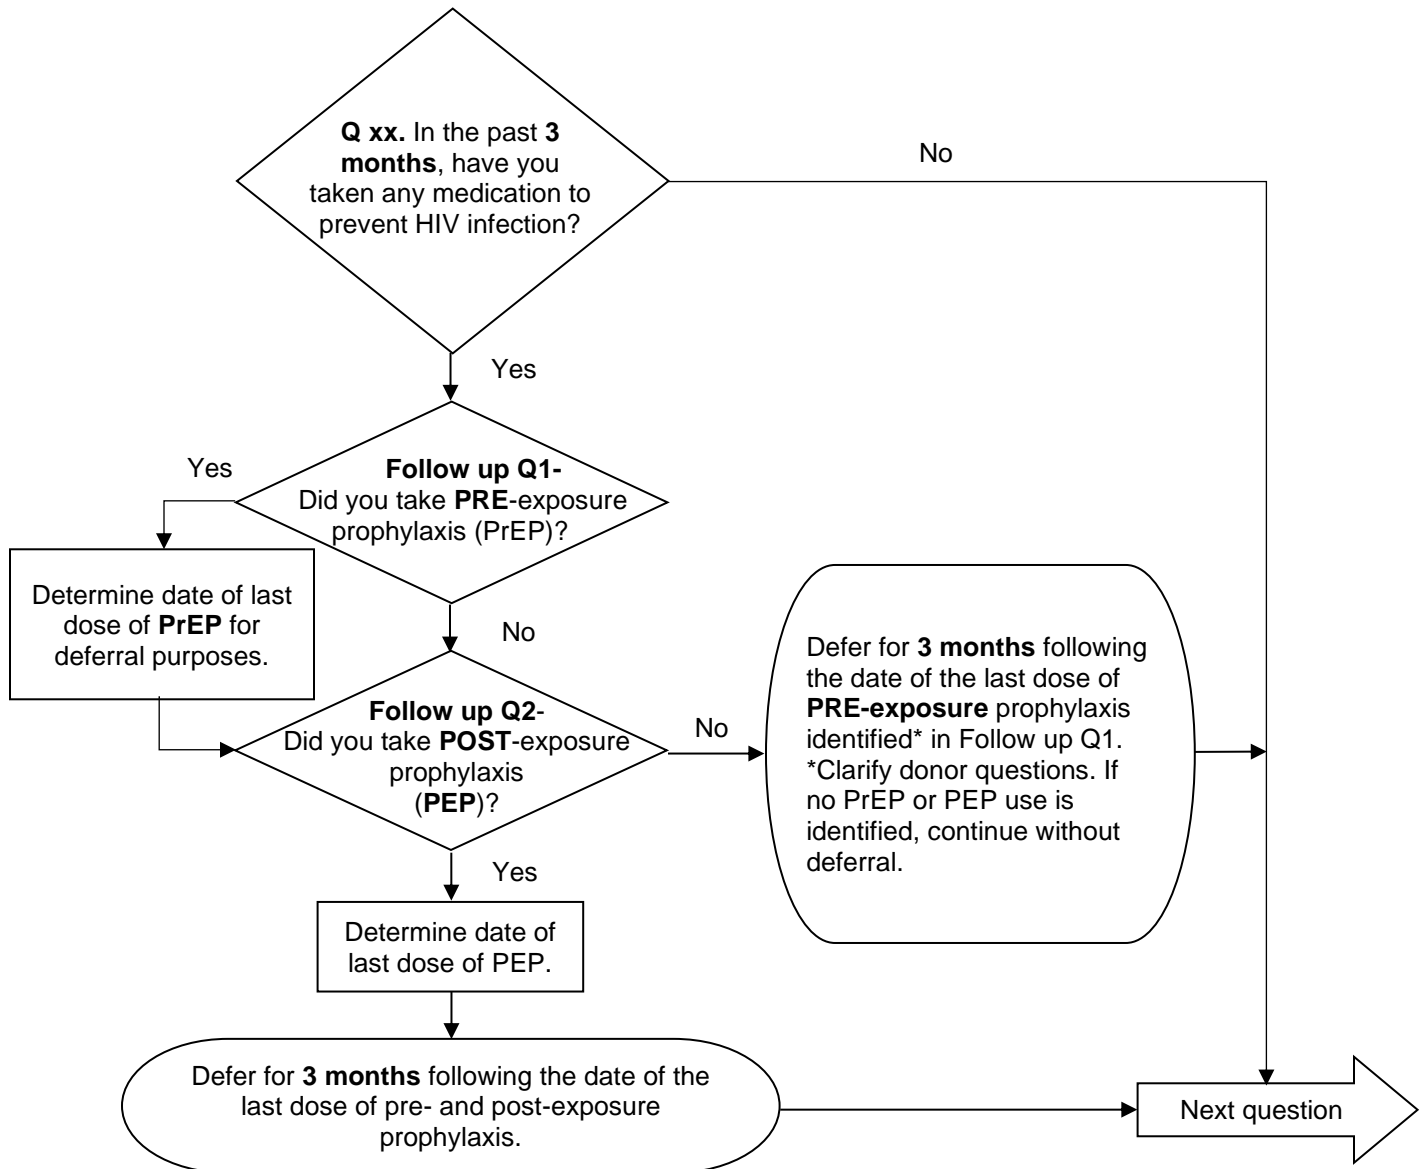 Q xx. In the past 3
months, have you
taken any medication to
prevent HIV infection?
No
Yes
Yes
Follow up Q1-
Did you take PRE-exposure
prophylaxis (PrEP)?
Determine date of last
dose of PrEP for
deferral purposes.
No
Follow up Q2-
Did you take POST-exposure
prophylaxis
(PEP)?
No
Defer for 3 months following
the date of the last dose of
PRE-exposure prophylaxis
identified* in Follow up Q1.
*Clarify donor questions. If
no PrEP or PEP use is
identified, continue without
deferral.
Yes
Determine date of
last dose of PEP.
Defer for 3 months following the date of the
last dose of pre- and post-exposure
prophylaxis.
Next question